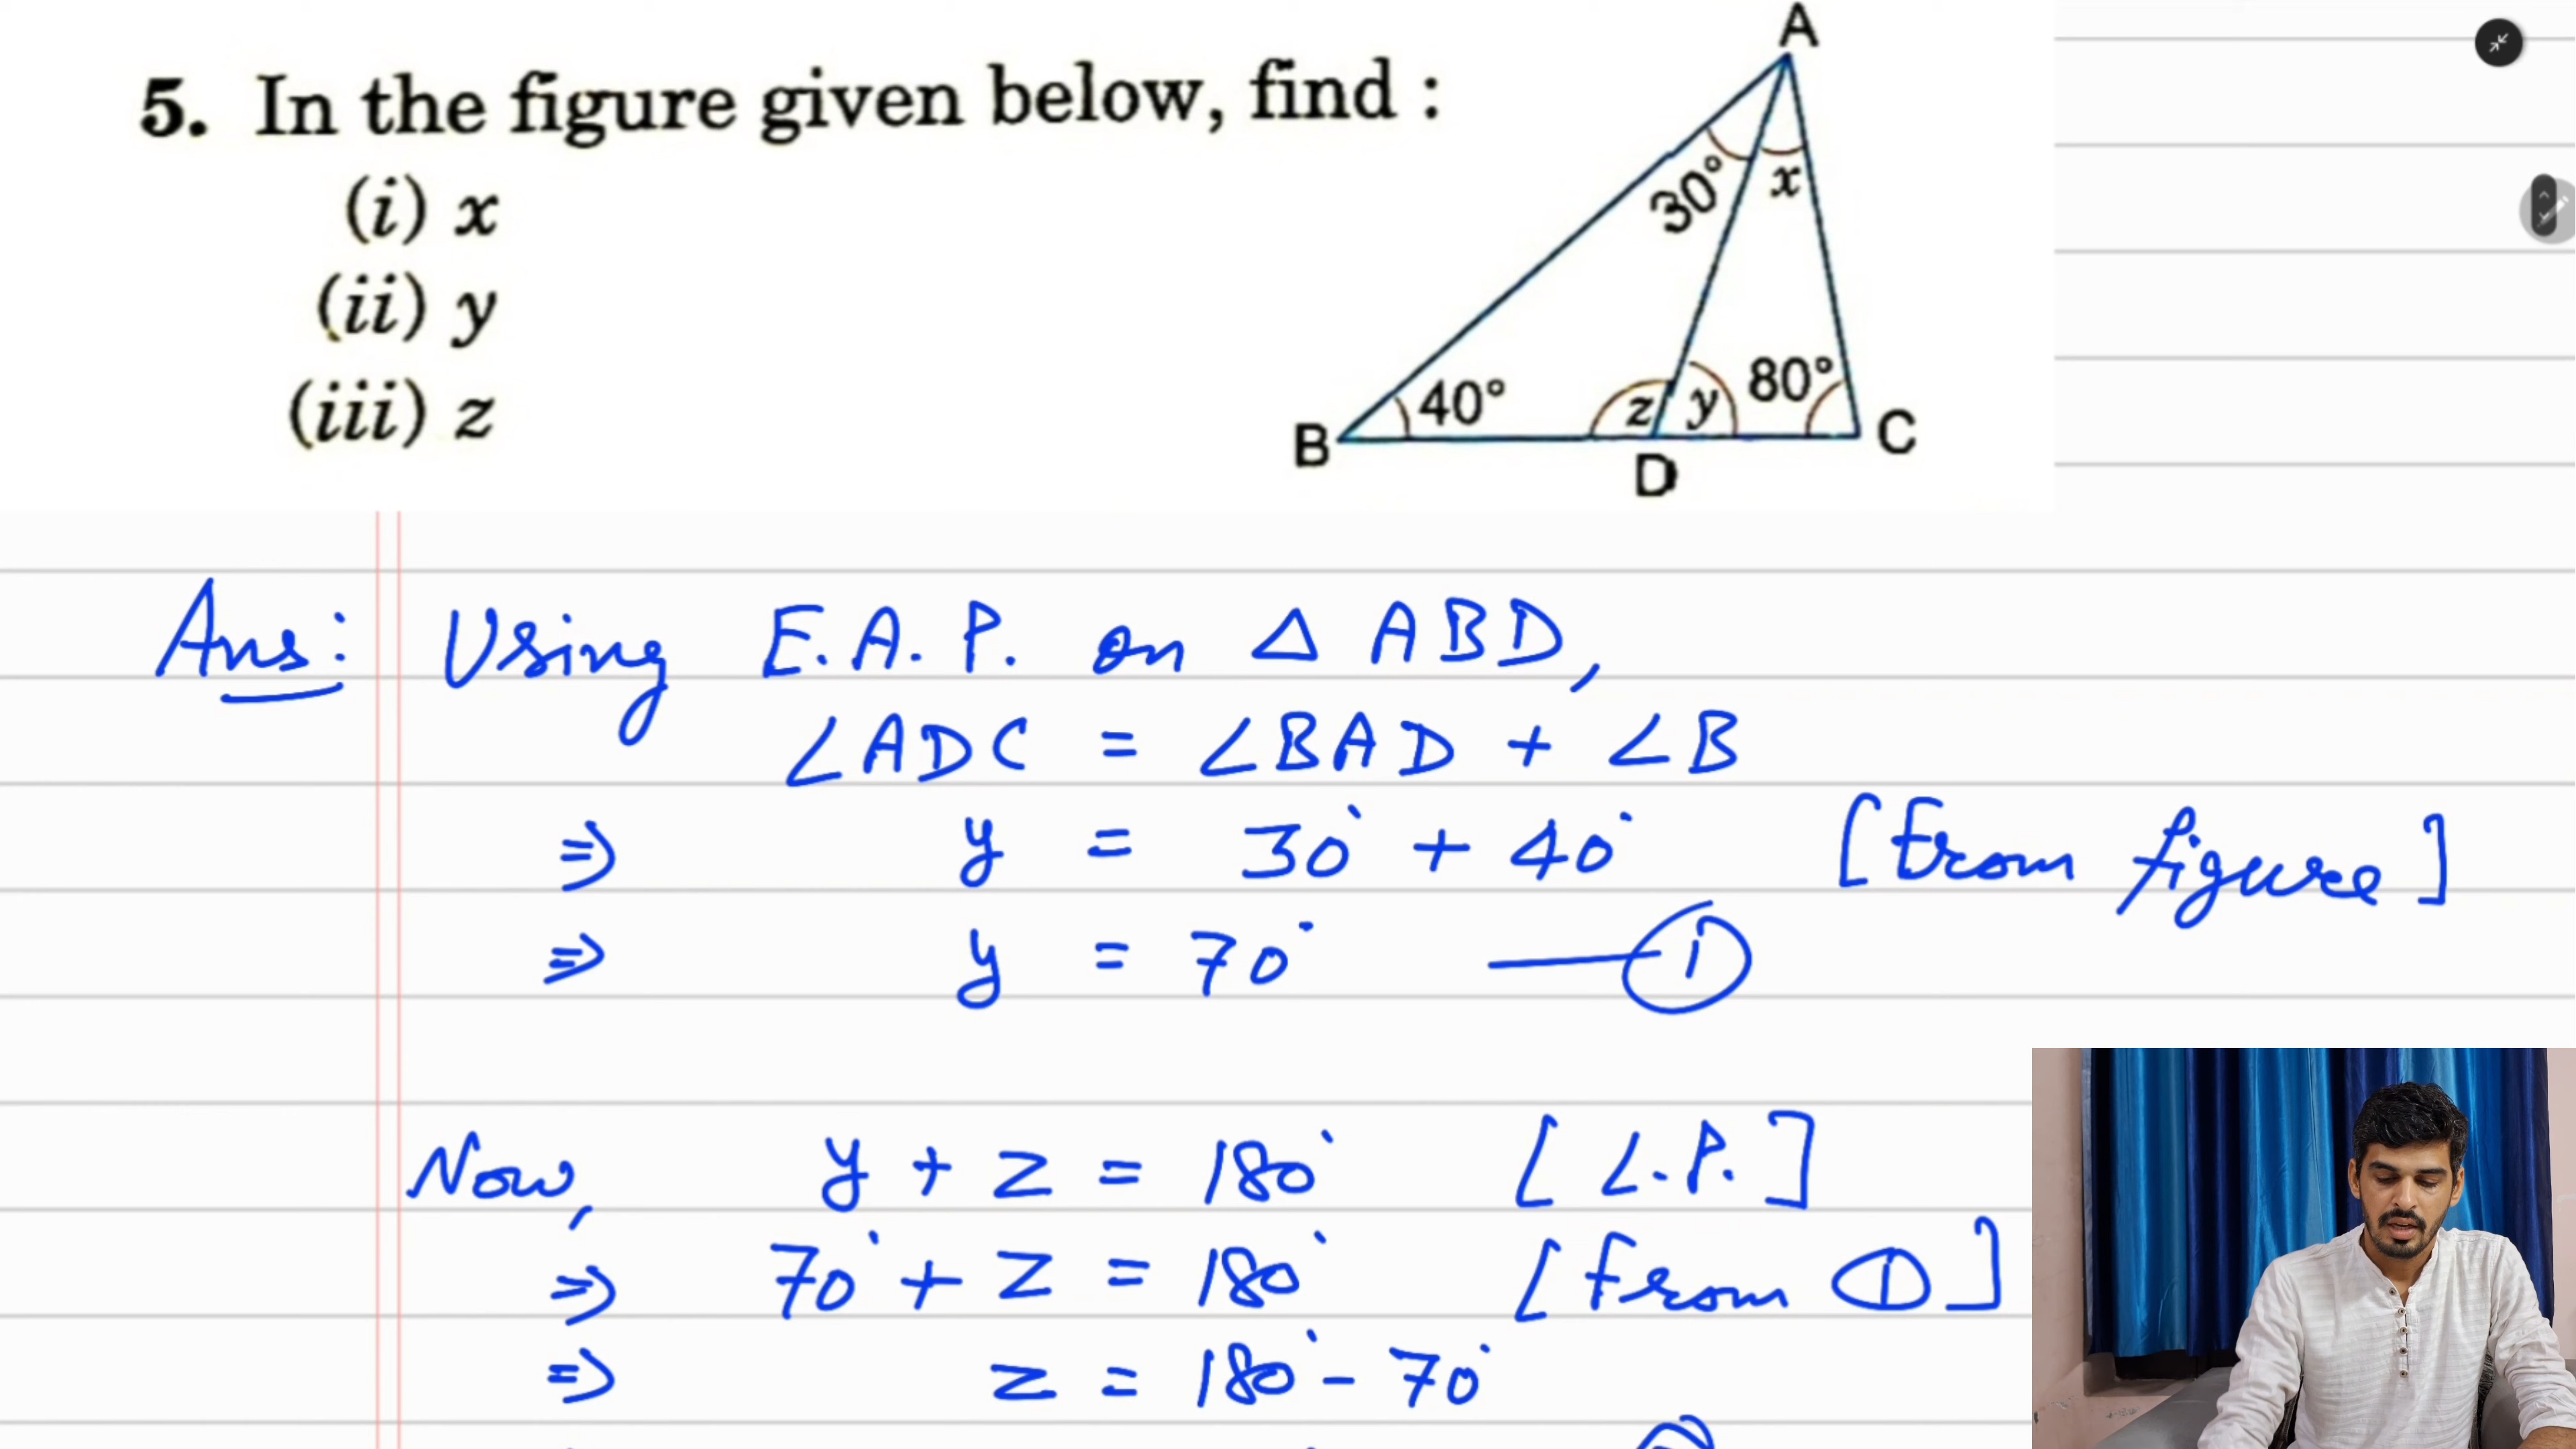 5. In the figure given below, find :
(i) x
(ii) y
(iii) z
A
30°
x
40°
z
y
80°
B
D
C
Ans: Using E.A.P. on △ ABD,
∠ADC = ∠BAD + ∠B
⇒ y = 30° + 40° [From figure]
⇒ y = 70° — ①
Now, y + z = 180° [L.P.]
⇒ 70° + z = 180° [From ①]
⇒ z = 180° - 70°